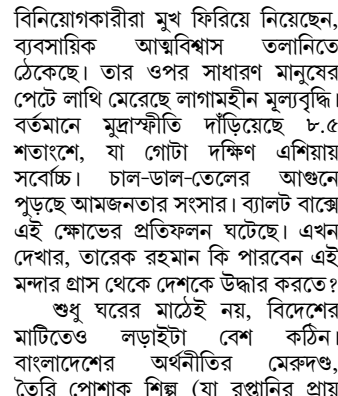 বিনিয়োগকারীরা মুখ ফিরিয়ে নিয়েছেন,
ব্যবসায়িক আত্মবিশ্বাস তলানিতে
ঠেকেছে। তার ওপর সাধারণ মানুষের
পেটে লাথি মেরেছে লাগামহীন মূল্যবৃদ্ধি।
বর্তমানে মুদ্রাস্ফীতি দাঁড়িয়েছে ৮.৫
শতাংশে, যা গোটা দক্ষিণ এশিয়ায়
সর্বোচ্চ। চাল-ডাল-তেলের আগুনে
পুড়ছে আমজনতার সংসার। ব্যালট বাক্সে
এই ক্ষোভের প্রতিফলন ঘটেছে। এখন
দেখার, তারেক রহমান কি পারবেন এই
মন্দার গ্রাস থেকে দেশকে উদ্ধার করতে?
শুধু ঘরের মাঠেই নয়, বিদেশের
মাটিতেও লড়াইটা বেশ কঠিন।
বাংলাদেশের অর্থনীতির মেরুদণ্ড,
তৈরি পোশাক শিল্প (যা রপ্তানির প্রায়